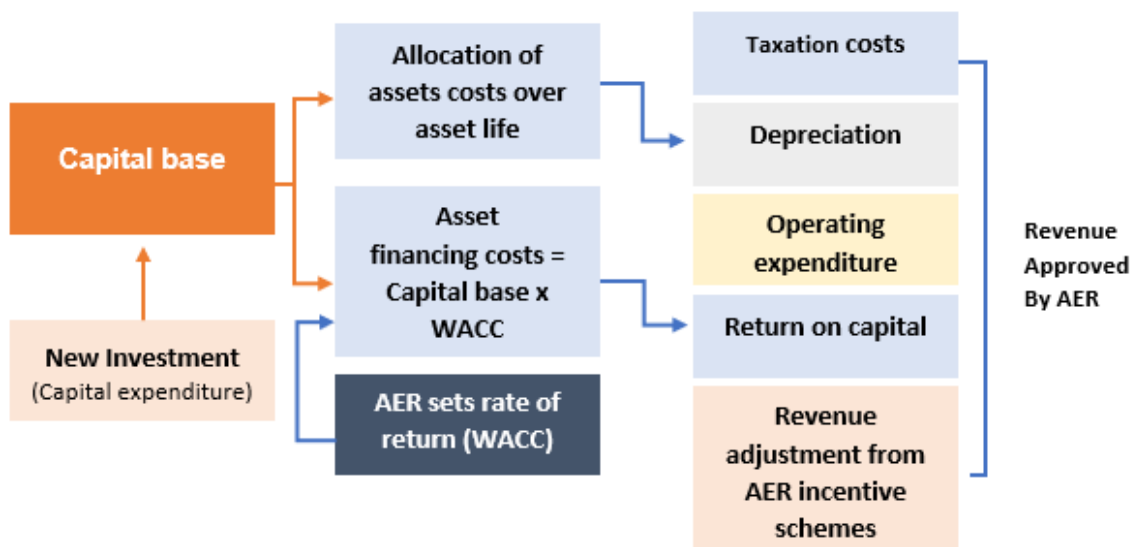 Capital base
New Investment
(Capital expenditure)
Allocation of
assets costs over
asset life
Asset
financing costs =
Capital base x
WACC
AER sets rate of
return (WACC)
Taxation costs
Depreciation
Operating
expenditure
Return on capital
Revenue
adjustment from
AER incentive
schemes
Revenue
Approved
By AER